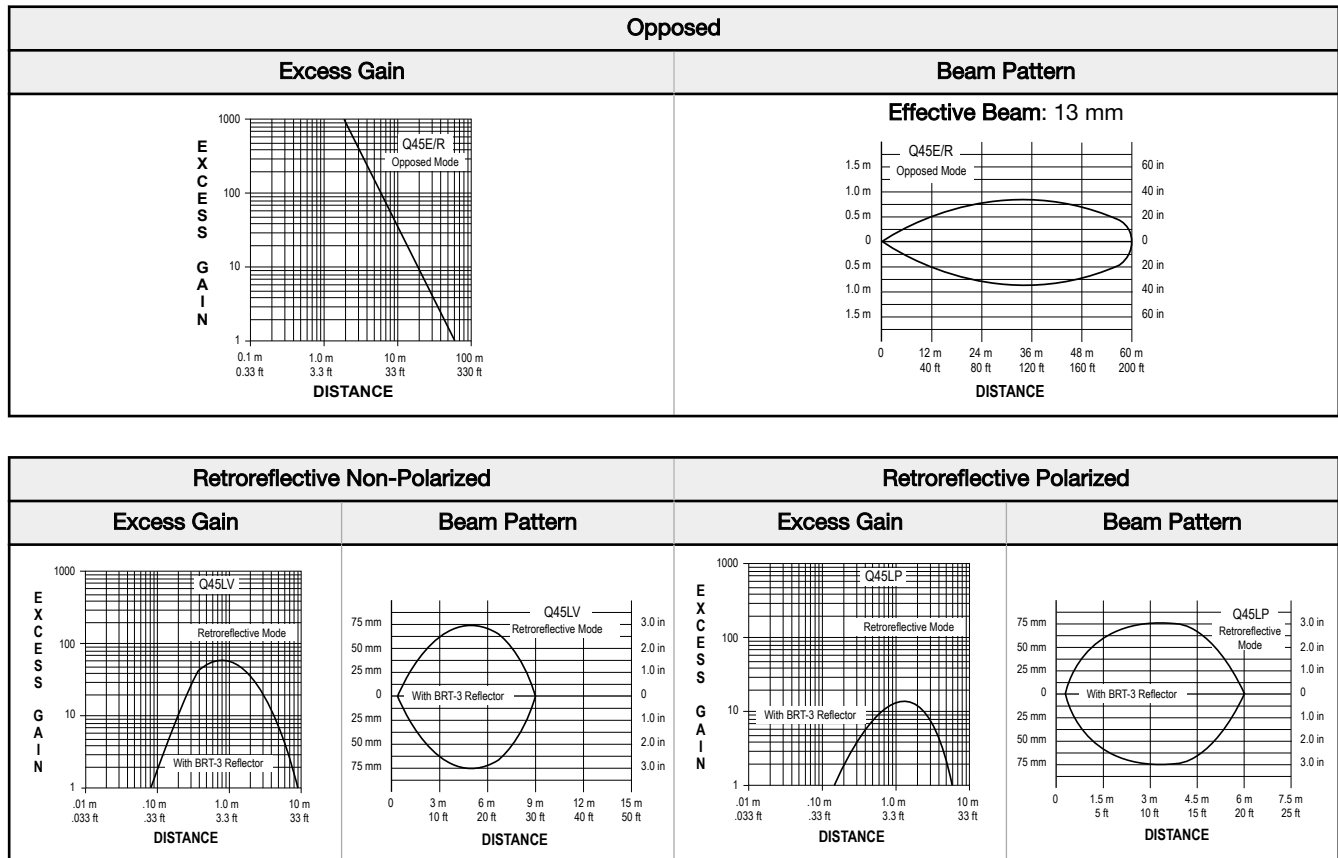 Opposed
Excess Gain
Beam Pattern
EXCESS GAIN
1000
100
10
1
Q45E/R
Opposed Mode
0.1 m 1.0 m 10 m 100 m
0.33 ft 3.3 ft 33 ft 330 ft
DISTANCE
Effective Beam: 13 mm
Q45E/R
Opposed Mode
1.5 m 60 in
1.0 m 40 in
0.5 m 20 in
0 0
0.5 m 20 in
1.0 m 40 in
1.5 m 60 in
0 12 m 24 m 36 m 48 m 60 m
40 ft 80 ft 120 ft 160 ft 200 ft
DISTANCE
Retroreflective Non-Polarized
Retroreflective Polarized
Excess Gain
Beam Pattern
Excess Gain
Beam Pattern
EXCESS GAIN
1000
100
10
1
Q45LV
Retroreflective Mode
With BRT-3 Reflector
.01 m .10 m 1.0 m 10 m
.033 ft .33 ft 3.3 ft 33 ft
DISTANCE
Q45LV
Retroreflective Mode
75 mm 3.0 in
50 mm 2.0 in
25 mm 1.0 in
0 With BRT-3 Reflector 0
25 mm 1.0 in
50 mm 2.0 in
75 mm 3.0 in
0 3 m 6 m 9 m 12 m 15 m
10 ft 20 ft 30 ft 40 ft 50 ft
DISTANCE
EXCESS GAIN
1000
100
10
1
Q45LP
Retroreflective Mode
With BRT-3 Reflector
.01 m .10 m 1.0 m 10 m
.033 ft .33 ft 3.3 ft 33 ft
DISTANCE
Q45LP
Retroreflective
Mode
75 mm 3.0 in
50 mm 2.0 in
25 mm 1.0 in
0 With BRT-3 Reflector 0
25 mm 1.0 in
50 mm 2.0 in
75 mm 3.0 in
0 1.5 m 3 m 4.5 m 6 m 7.5 m
5 ft 10 ft 15 ft 20 ft 25 ft
DISTANCE